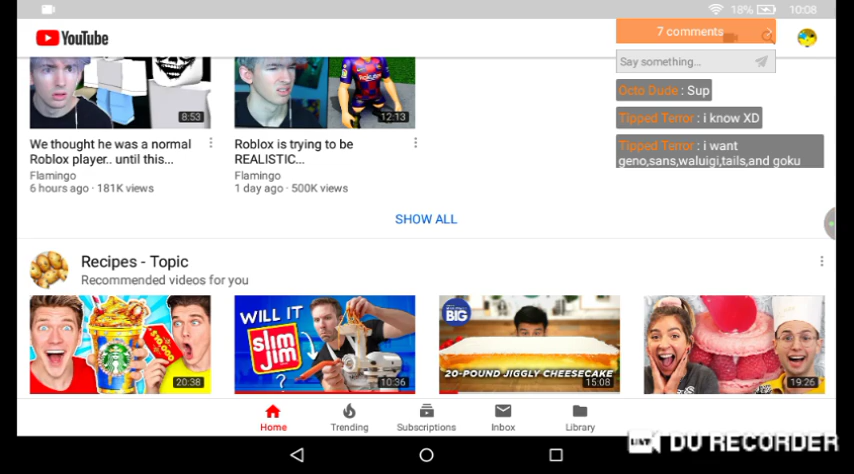 18% 10:08
YouTube
7 comments
Say something...
Octo Dude : Sup
Tipped Terror : i know XD
Tipped Terror : i want
geno,sans,waluigi,tails,and goku
8:53
12:13
We thought he was a normal
Roblox player.. until this...
Flamingo
6 hours ago · 181K views
Roblox is trying to be
REALISTIC...
Flamingo
1 day ago · 500K views
SHOW ALL
Recipes - Topic
Recommended videos for you
$10,000
20:38
WILL IT
slim
Jim
?
10:36
BIG
20-POUND JIGGLY CHEESECAKE
15:08
19:26
Home
Trending
Subscriptions
Inbox
Library
LIVE DU RECORDER